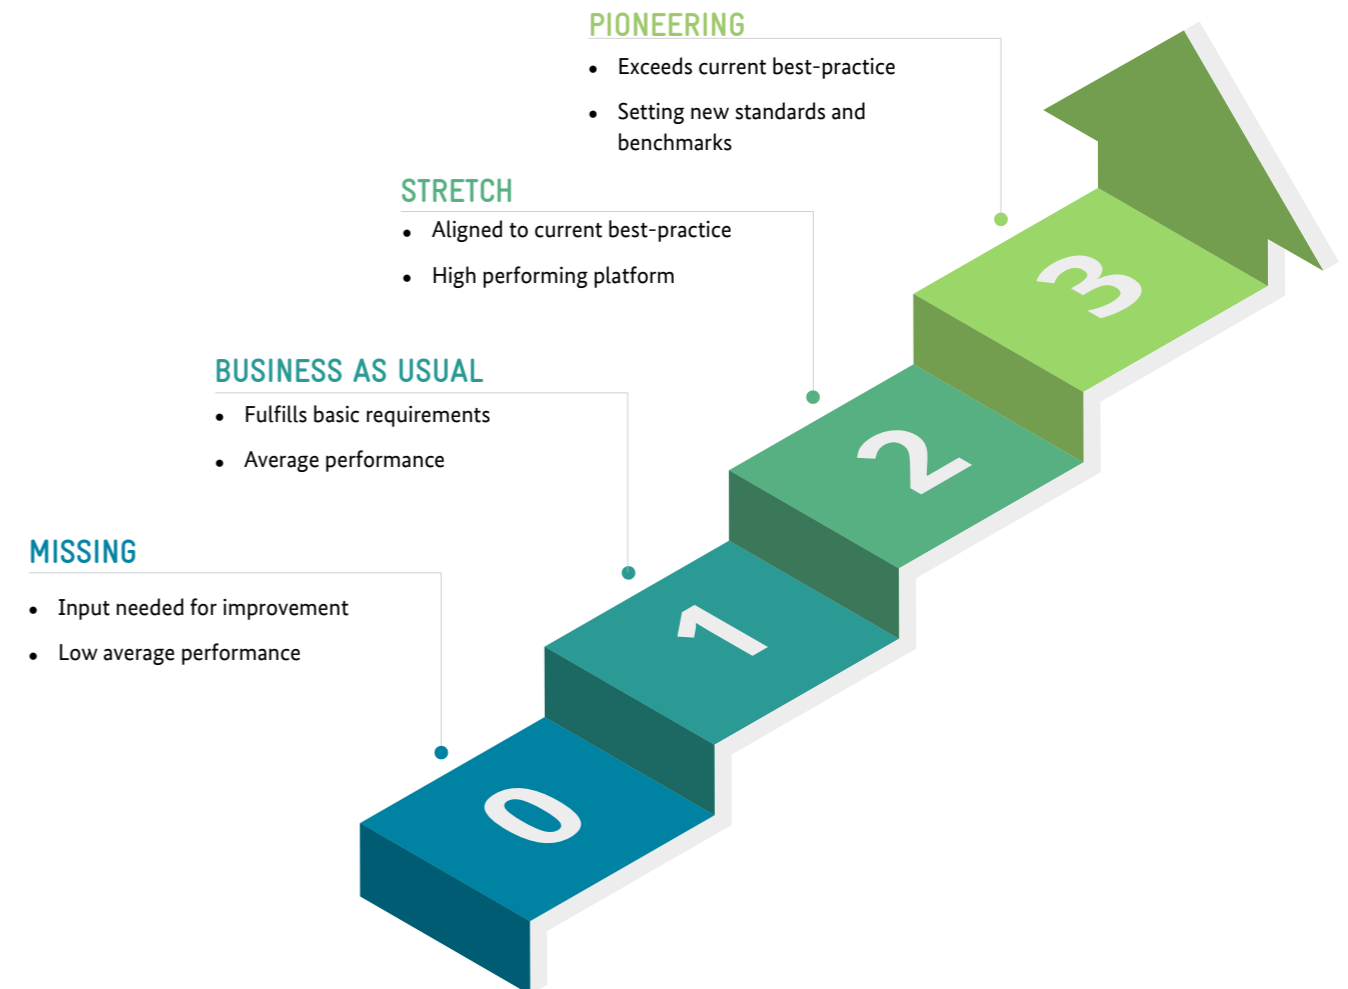 PIONEERING
• Exceeds current best-practice
• Setting new standards and
benchmarks
STRETCH
• Aligned to current best-practice
• High performing platform
BUSINESS AS USUAL
• Fulfills basic requirements
• Average performance
MISSING
• Input needed for improvement
• Low average performance
3
2
1
0